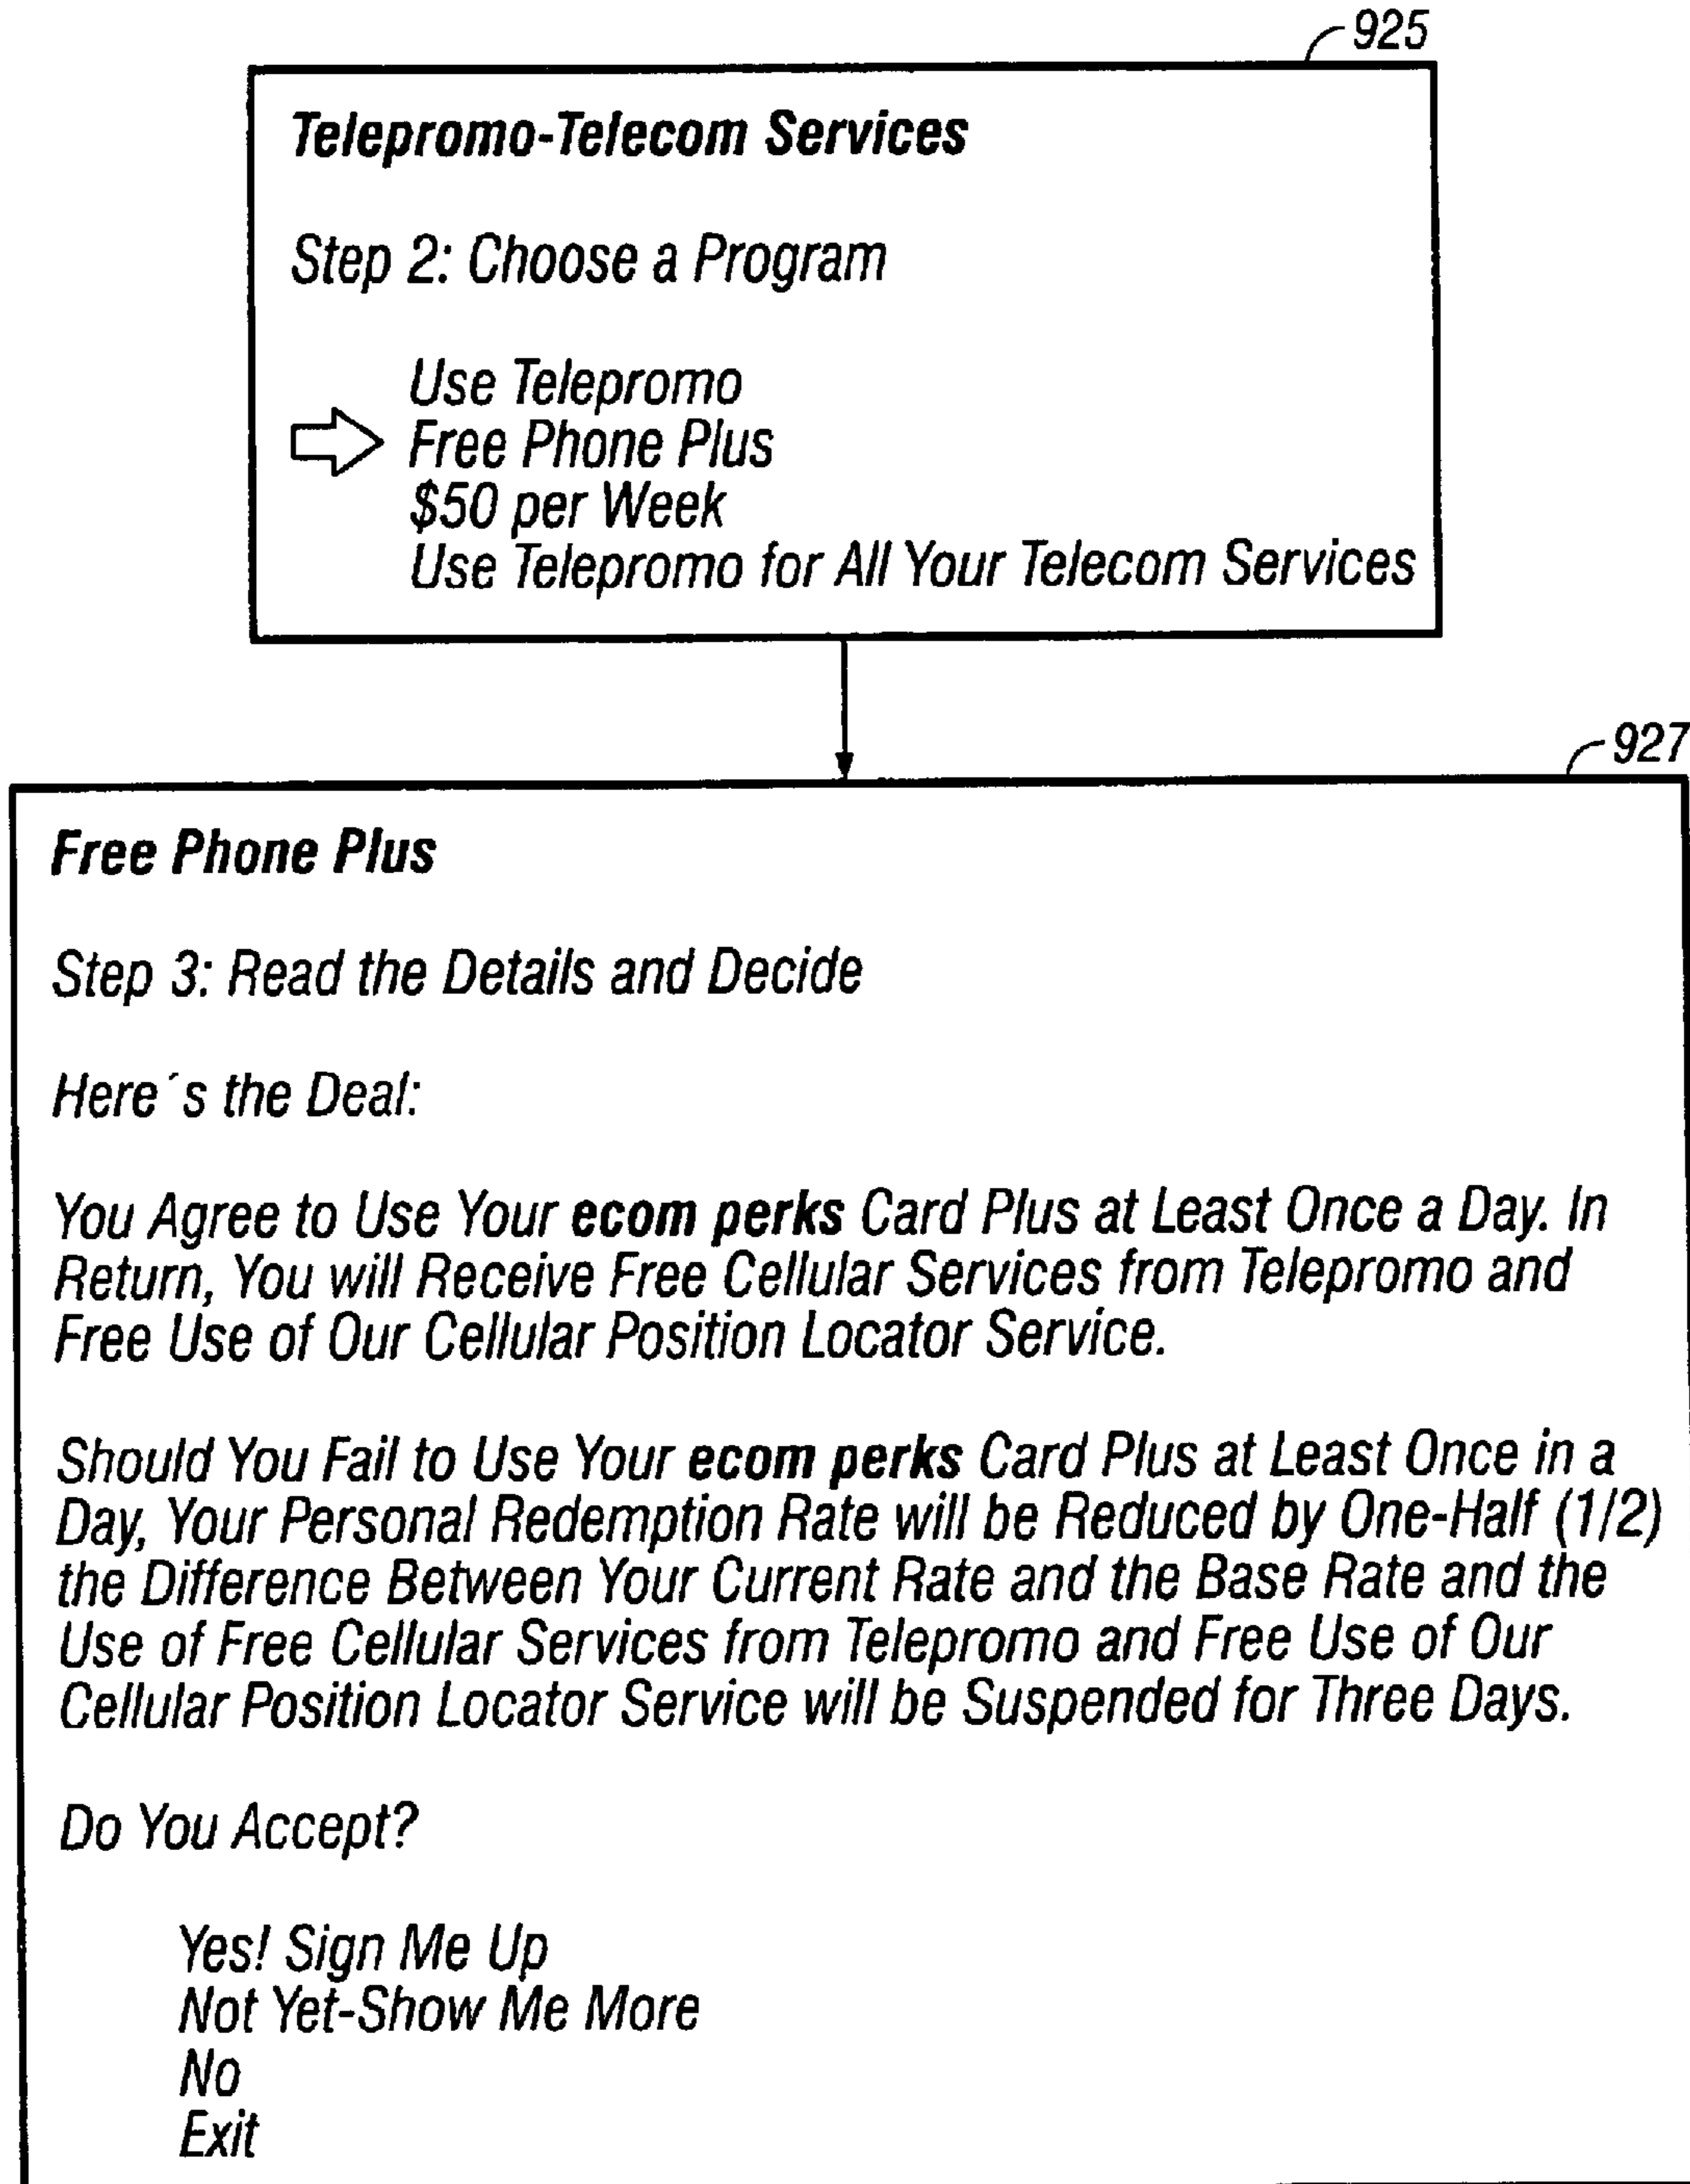 925
Telepromo-Telecom Services
Step 2: Choose a Program
Use Telepromo
Free Phone Plus
$50 per Week
Use Telepromo for All Your Telecom Services
927
Free Phone Plus
Step 3: Read the Details and Decide
Here´s the Deal:
You Agree to Use Your ecom perks Card Plus at Least Once a Day. In
Return, You will Receive Free Cellular Services from Telepromo and
Free Use of Our Cellular Position Locator Service.
Should You Fail to Use Your ecom perks Card Plus at Least Once in a
Day, Your Personal Redemption Rate will be Reduced by One-Half (1/2)
the Difference Between Your Current Rate and the Base Rate and the
Use of Free Cellular Services from Telepromo and Free Use of Our
Cellular Position Locator Service will be Suspended for Three Days.
Do You Accept?
Yes! Sign Me Up
Not Yet-Show Me More
No
Exit